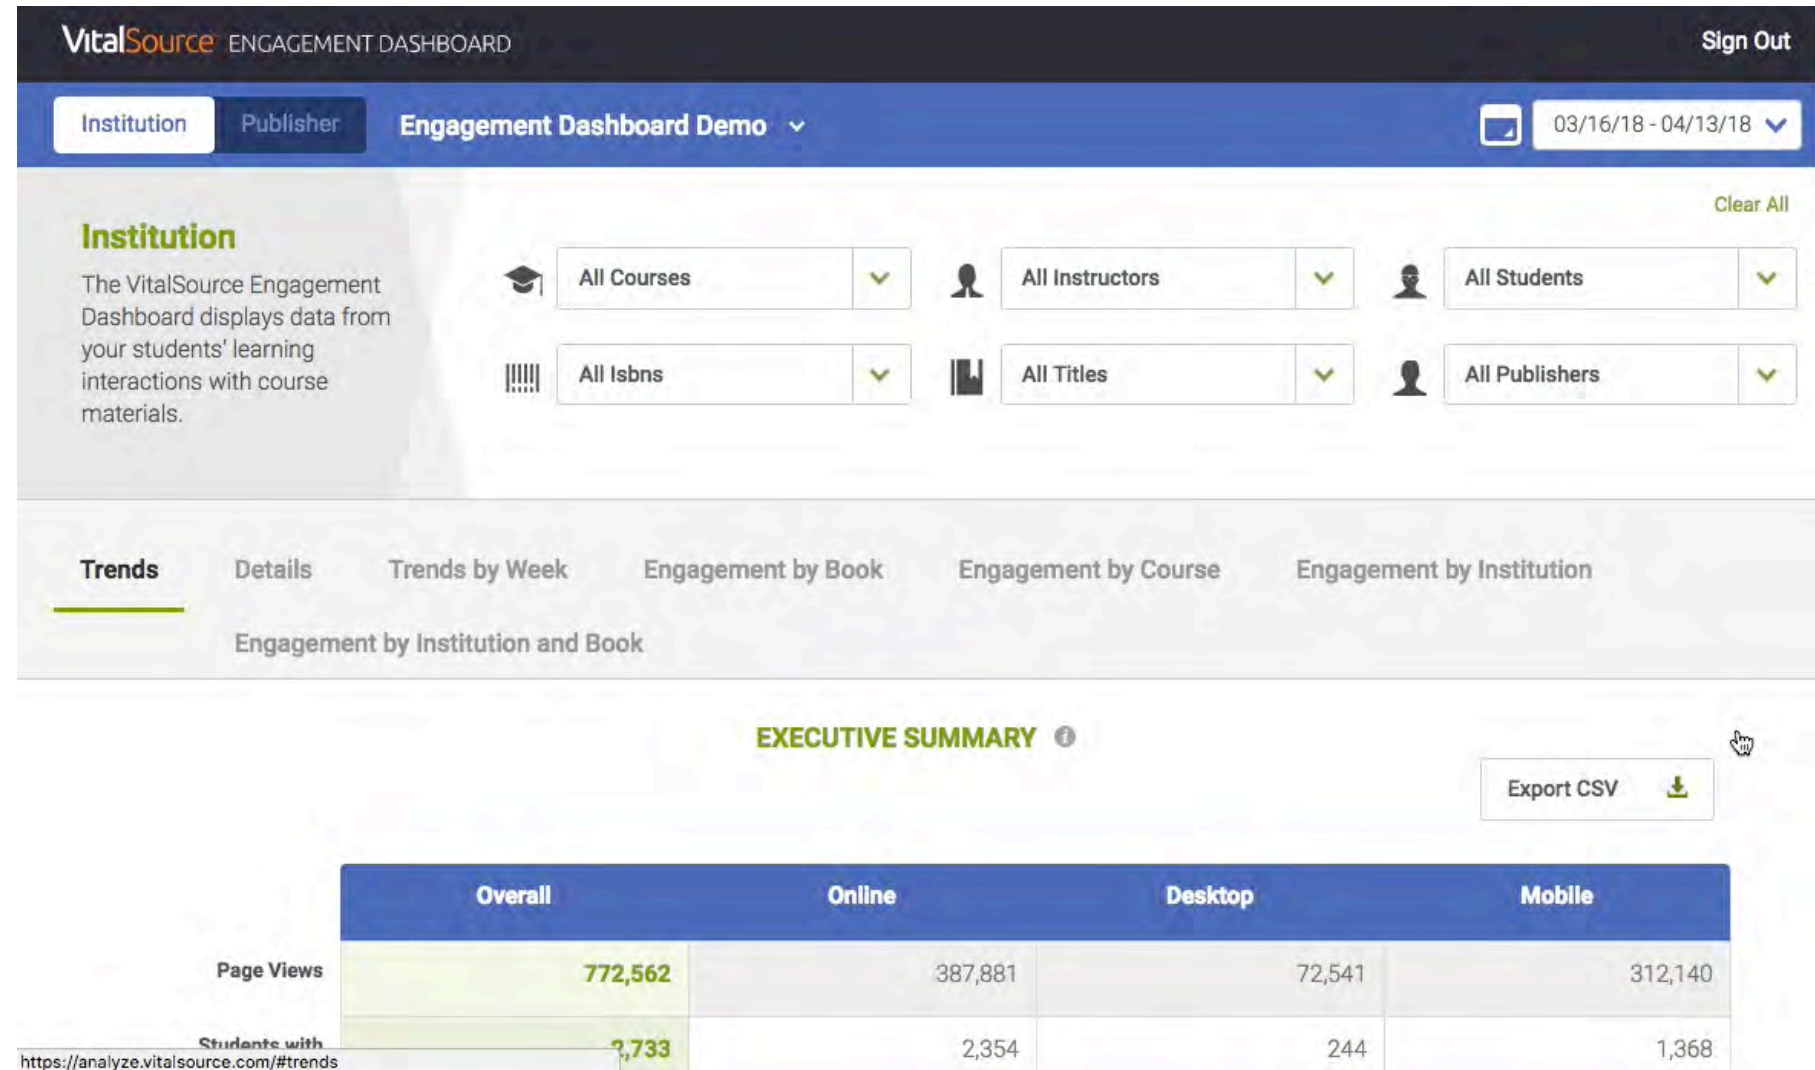 VitalSource ENGAGEMENT DASHBOARD
Sign Out
Institution
Publisher
Engagement Dashboard Demo
03/16/18 - 04/13/18
Clear All
Institution
The VitalSource Engagement
Dashboard displays data from
your students' learning
interactions with course
materials.
All Courses
All Instructors
All Students
All Isbns
All Titles
All Publishers
Trends
Details
Trends by Week
Engagement by Book
Engagement by Course
Engagement by Institution
Engagement by Institution and Book
EXECUTIVE SUMMARY
Export CSV
Overall
Online
Desktop
Mobile
Page Views
772,562
387,881
72,541
312,140
Students with
,733
2,354
244
1,368
https://analyze.vitalsource.com/#trends